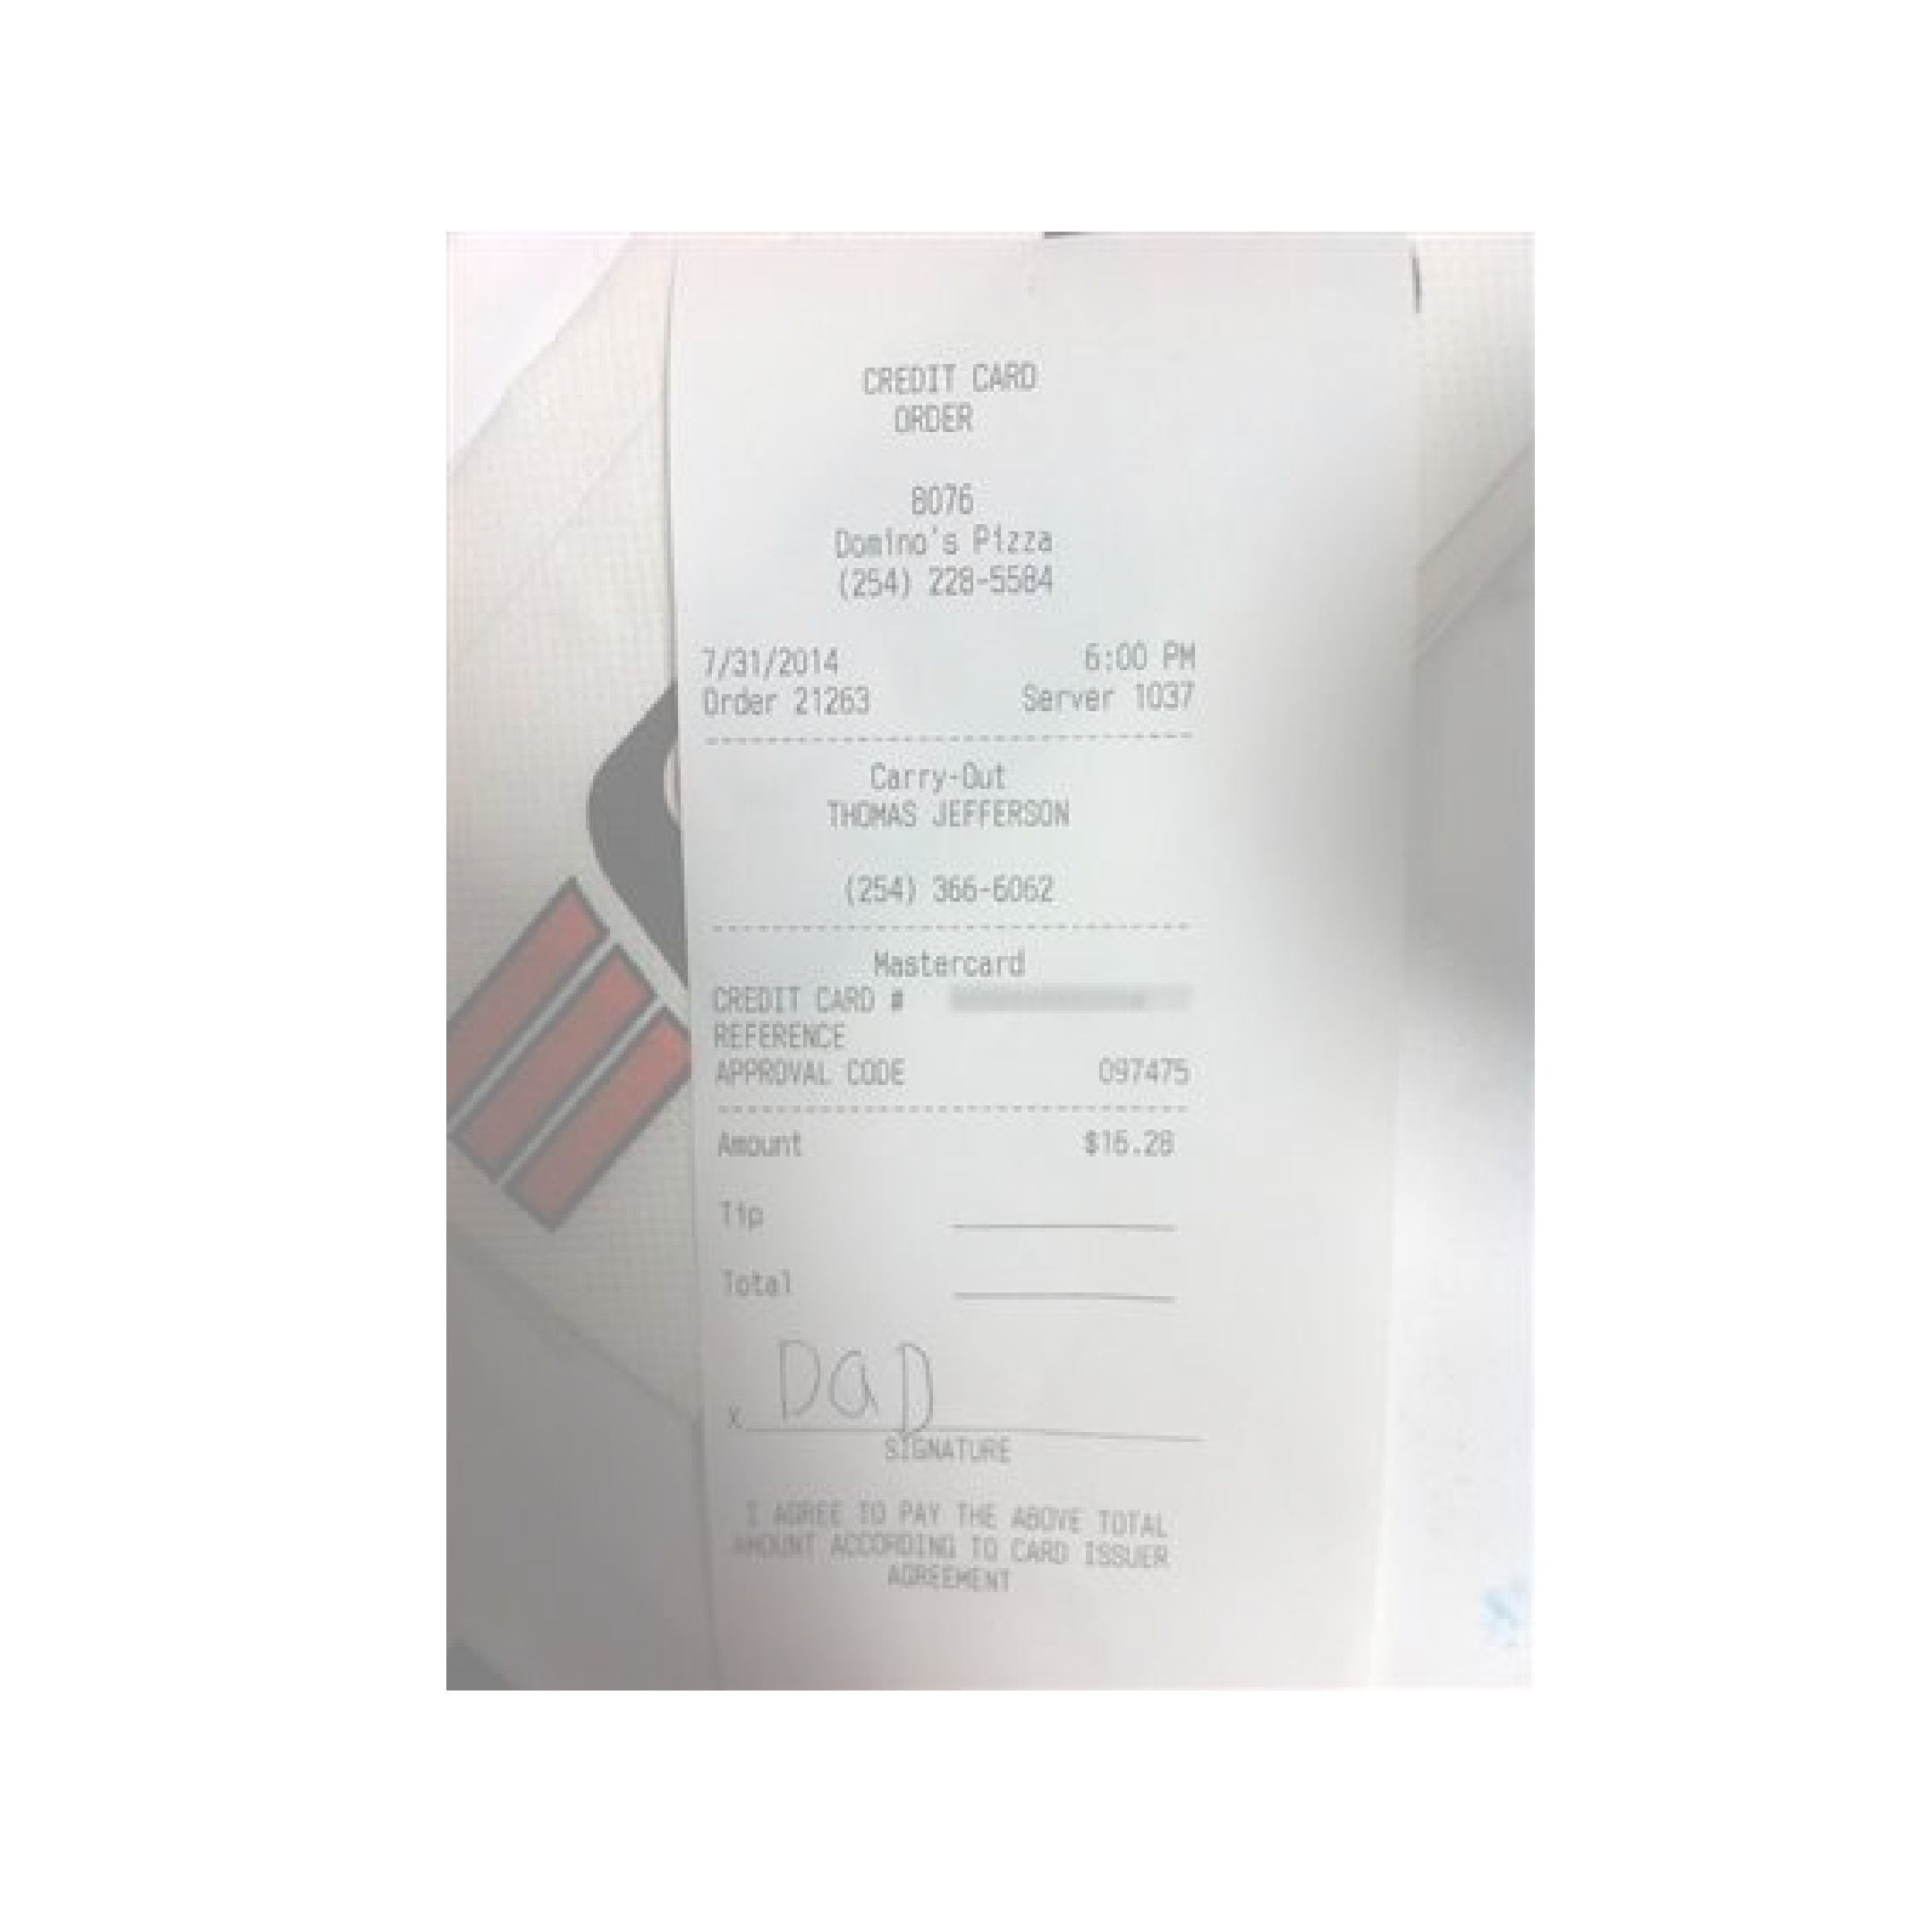 CREDIT CARD
ORDER
8076
Domino's Pizza
(254) 228-5584
7/31/2014 6:00 PM
Order 21263 Server 1037
Carry-Out
THOMAS JEFFERSON
(254) 366-6062
Mastercard
CREDIT CARD #
REFERENCE
APPROVAL CODE 097475
Amount $15.28
Tip
Total
x DaD
SIGNATURE
I AGREE TO PAY THE ABOVE TOTAL
AMOUNT ACCORDING TO CARD ISSUER
AGREEMENT